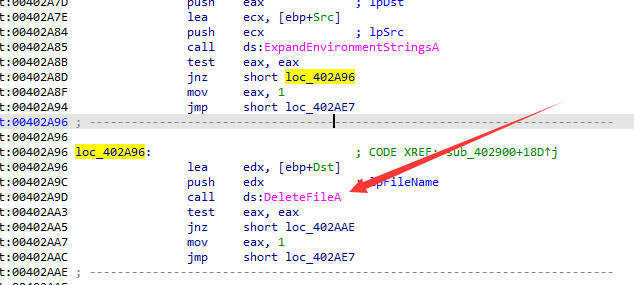 t:00402A7D push eax ; lpDst
t:00402A7E lea ecx, [ebp+Src]
t:00402A84 push ecx ; lpSrc
t:00402A85 call ds:ExpandEnvironmentStringsA
t:00402A8B test eax, eax
t:00402A8D jnz short loc_402A96
t:00402A8F mov eax, 1
t:00402A94 jmp short loc_402AE7
t:00402A96 ; ---------------------------------------------------------------------------
t:00402A96
t:00402A96 loc_402A96: ; CODE XREF: sub_402900+18D↑j
t:00402A96 lea edx, [ebp+Dst]
t:00402A9C push edx ; lpFileName
t:00402A9D call ds:DeleteFileA
t:00402AA3 test eax, eax
t:00402AA5 jnz short loc_402AAE
t:00402AA7 mov eax, 1
t:00402AAC jmp short loc_402AE7
t:00402AAE ; ---------------------------------------------------------------------------